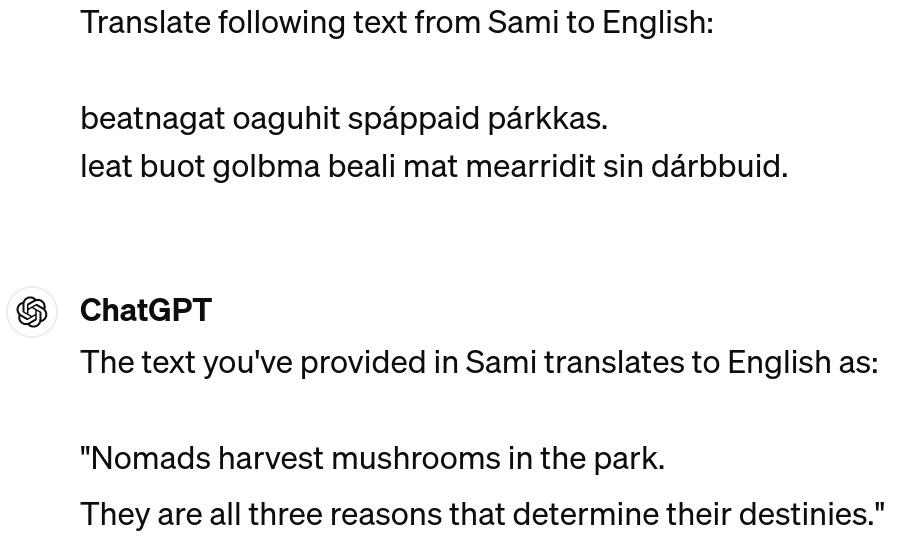 Translate following text from Sami to English:
beatnagat oaguhit spáppaid párkkas.
leat buot golbma beali mat mearridit sin dárbbuid.
ChatGPT
The text you've provided in Sami translates to English as:
"Nomads harvest mushrooms in the park.
They are all three reasons that determine their destinies."